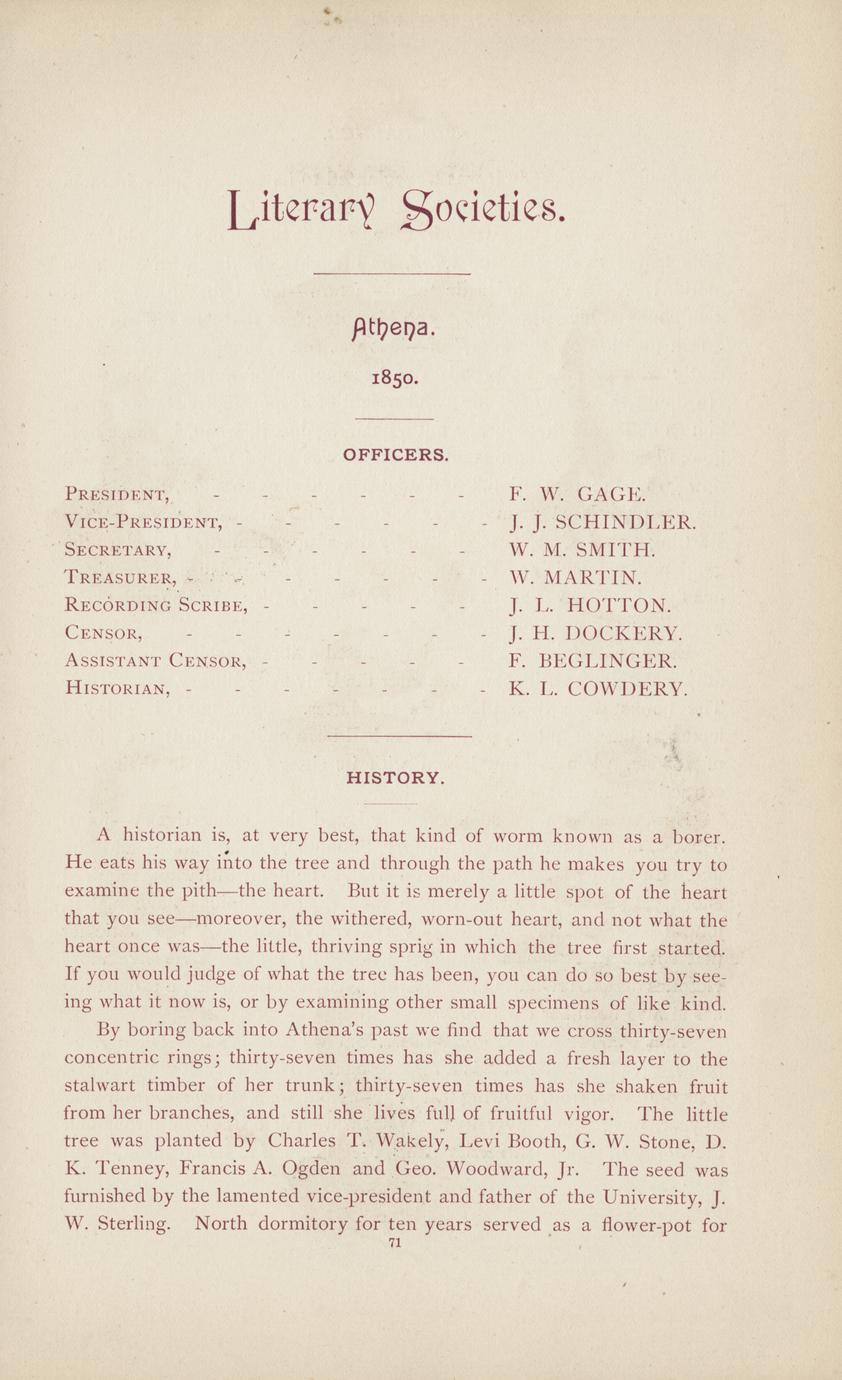 Literary Societies.
Athena.
1850.
OFFICERS.
President, - - - - - - F. W. GAGE.
Vice-President, - - - - - - J. J. SCHINDLER.
Secretary, - - - - - - W. M. SMITH.
Treasurer, - - - - - - - W. MARTIN.
Recording Scribe, - - - - - J. L. HOTTON.
Censor, - - - - - - - J. H. DOCKERY.
Assistant Censor, - - - - - F. BEGLINGER.
Historian, - - - - - - - K. L. COWDERY.
HISTORY.
A historian is, at very best, that kind of worm known as a borer.
He eats his way into the tree and through the path he makes you try to
examine the pith—the heart. But it is merely a little spot of the heart
that you see—moreover, the withered, worn-out heart, and not what the
heart once was—the little, thriving sprig in which the tree first started.
If you would judge of what the tree has been, you can do so best by see-
ing what it now is, or by examining other small specimens of like kind.
By boring back into Athena's past we find that we cross thirty-seven
concentric rings; thirty-seven times has she added a fresh layer to the
stalwart timber of her trunk; thirty-seven times has she shaken fruit
from her branches, and still she lives full of fruitful vigor. The little
tree was planted by Charles T. Wakely, Levi Booth, G. W. Stone, D.
K. Tenney, Francis A. Ogden and Geo. Woodward, Jr. The seed was
furnished by the lamented vice-president and father of the University, J.
W. Sterling. North dormitory for ten years served as a flower-pot for
71